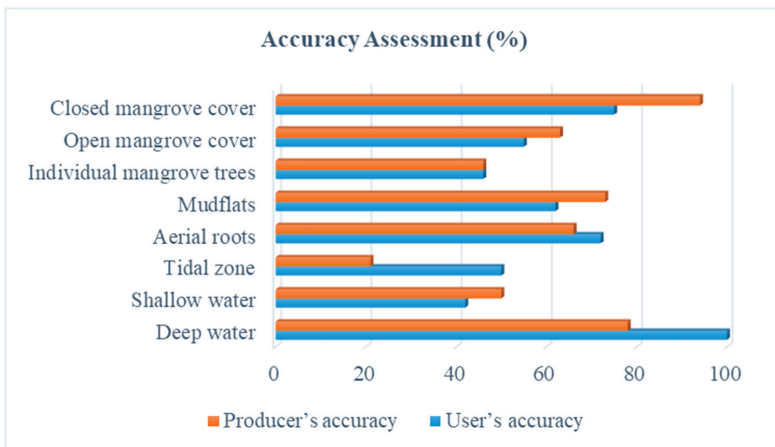 Accuracy Assessment (%)
Closed mangrove cover
Open mangrove cover
Individual mangrove trees
Mudflats
Aerial roots
Tidal zone
Shallow water
Deep water
0 20 40 60 80 100
Producer’s accuracy User’s accuracy